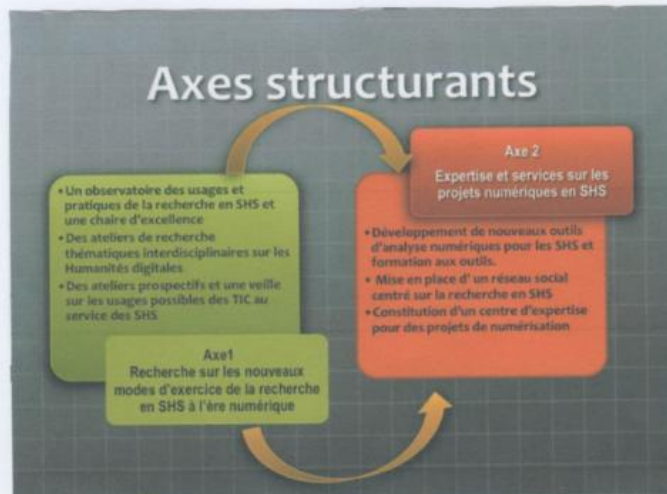 Axes structurants
• Un observatoire des usages et
pratiques de la recherche en SHS et
une chaire d'excellence
• Des ateliers de recherche
thématiques interdisciplinaires sur les
Humanités digitales
• Des ateliers prospectifs et une veille
sur les usages possibles des TIC au
service des SHS
Axe1
Recherche sur les nouveaux
modes d'exercice de la recherche
en SHS à l'ère numérique
Axe 2
Expertise et services sur les
projets numériques en SHS
• Développement de nouveaux outils
d'analyse numériques pour les SHS et
formation aux outils.
• Mise en place d' un réseau social
centré sur la recherche en SHS
• Constitution d'un centre d'expertise
pour des projets de numérisation